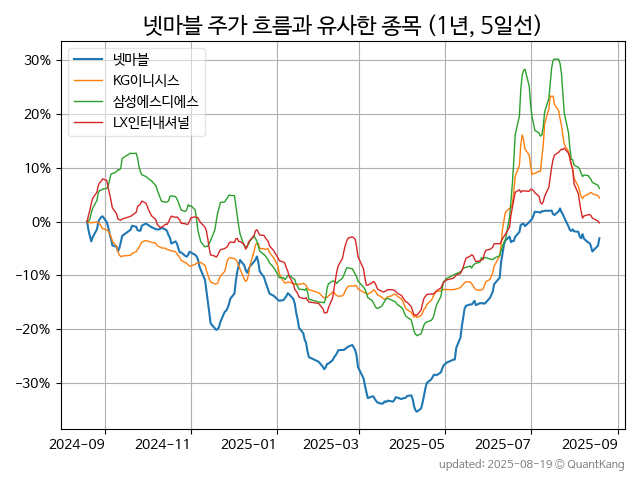 넷마블 주가 흐름과 유사한 종목 (1년, 5일선)
넷마블
KG이니시스
삼성에스디에스
LX인터내셔널
30%
20%
10%
0%
−10%
−20%
−30%
2024-09 2024-11 2025-01 2025-03 2025-05 2025-07 2025-09
updated: 2025-08-19 © QuantKang